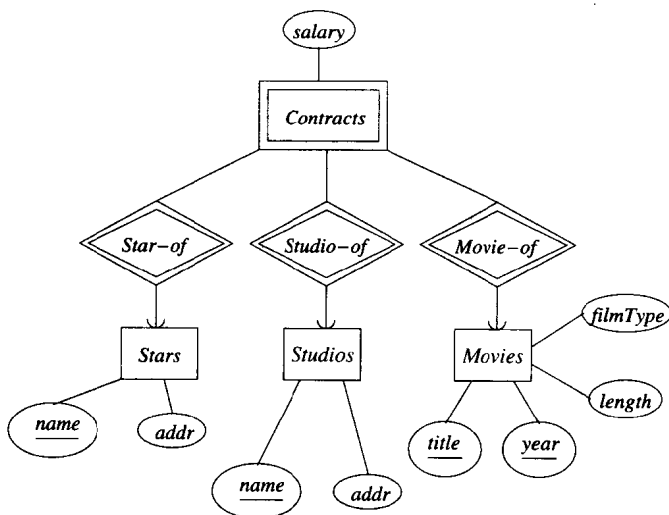 salary
Contracts
Star-of
Studio-of
Movie-of
filmType
Stars
Studios
Movies
length
name
addr
title
year
name
addr